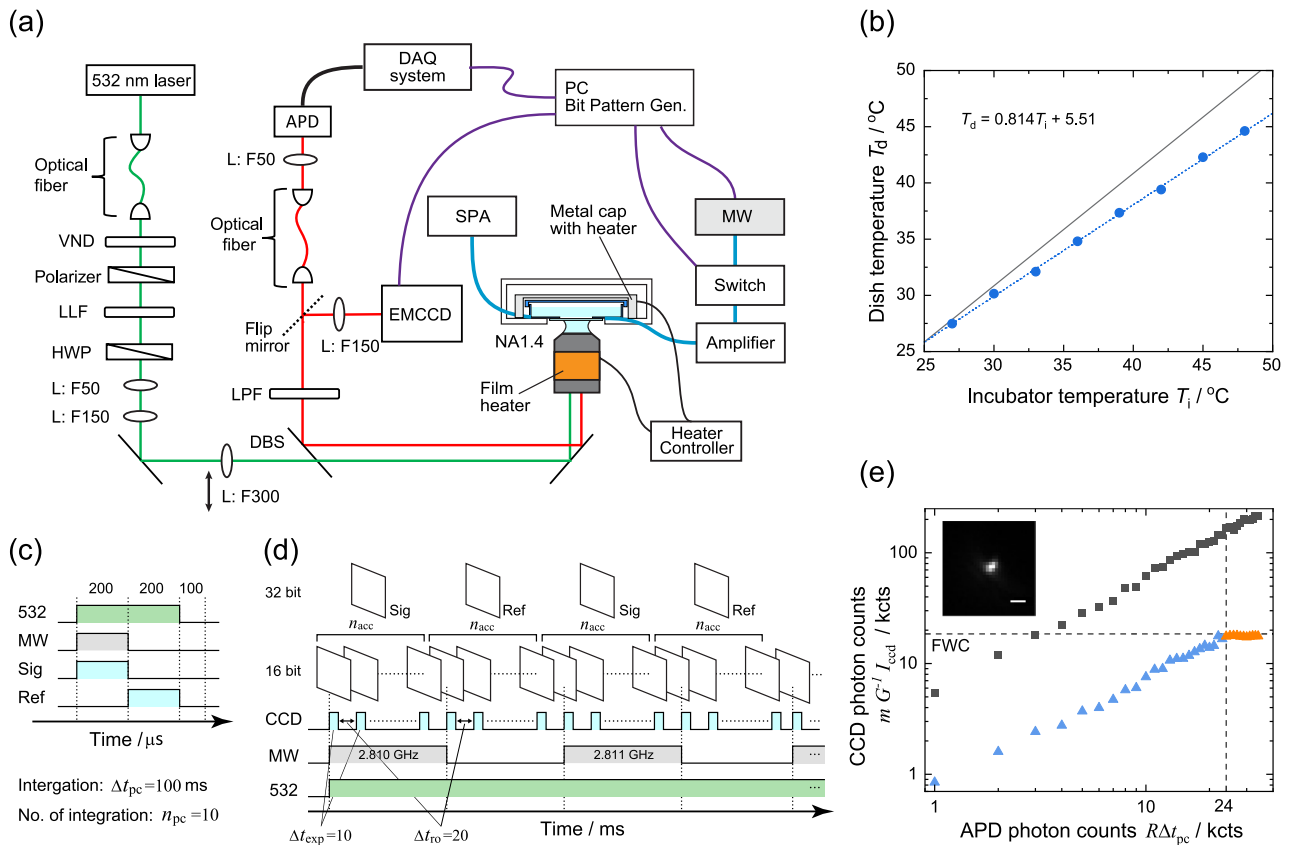 (a)
532 nm laser
Optical
fiber
VND
Polarizer
LLF
HWP
L: F50
L: F150
L: F300
DAQ
system
APD
L: F50
Optical
fiber
Flip
mirror
L: F150
EMCCD
LPF
DBS
PC
Bit Pattern Gen.
SPA
Metal cap
with heater
MW
Switch
Amplifier
NA1.4
Film
heater
Heater
Controller
(b)
Dish temperature Td / °C
50
45
40
35
30
25
Td = 0.814Ti + 5.51
25 30 35 40 45 50
Incubator temperature Ti / °C
(c)
200 200 100
532
MW
Sig
Ref
Time /μs
Intergation: Δtpc=100 ms
No. of integration: npc=10
(d)
32 bit
Sig Ref Sig Ref
nacc nacc nacc nacc
16 bit
CCD
MW 2.810 GHz 2.811 GHz ...
532 ...
Δtexp=10 Δtro=20 Time / ms
(e)
CCD photon counts
m G⁻¹ Iccd / kcts
100
10
1
FWC
1 10 24
APD photon counts RΔtpc / kcts